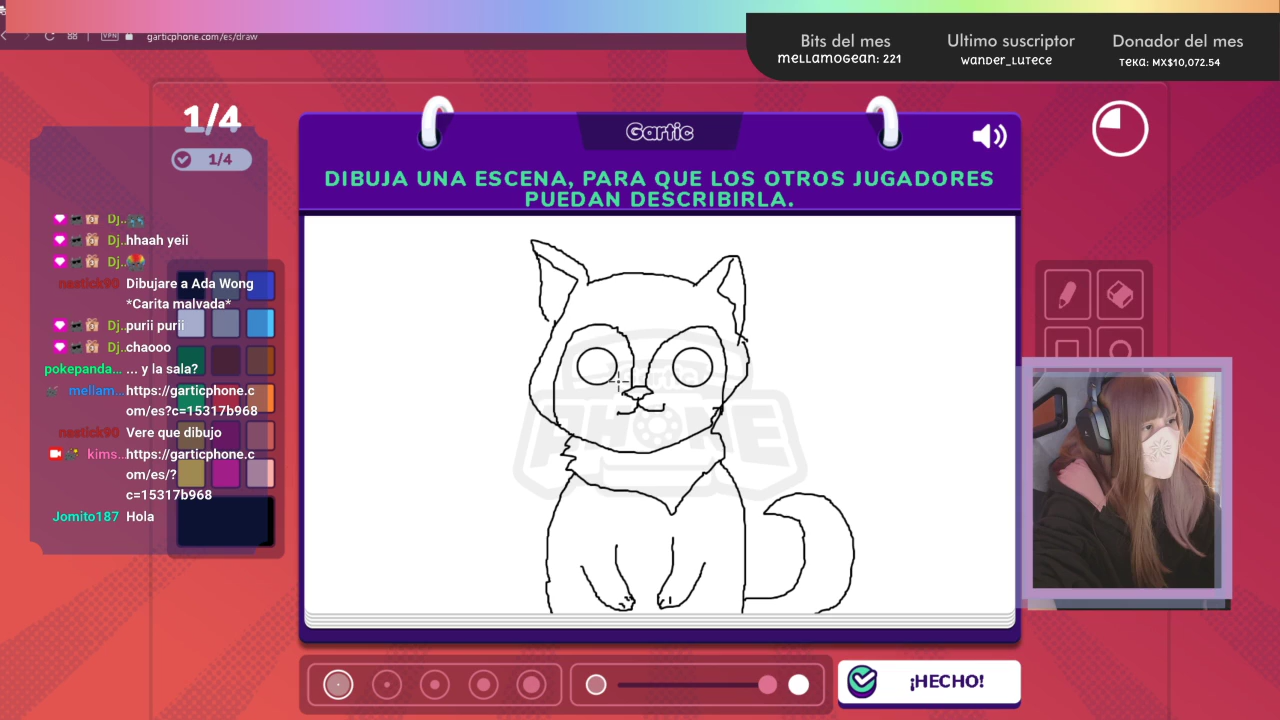 VPN garticphone.com/es/draw
Bits del mes
mellamogean: 221
Ultimo suscriptor
wander_lutece
Donador del mes
Teka: MX$10,072.54
1/4
1/4
Gartic
DIBUJA UNA ESCENA, PARA QUE LOS OTROS JUGADORES
PUEDAN DESCRIBIRLA.
Dj..
Dj.. hhaah yeii
Dj..
nastick90 Dibujare a Ada Wong
*Carita malvada*
Dj.. purii purii
Dj.. chaooo
pokepanda... ... y la sala?
mellam... https://garticphone.c
om/es?c=15317b968
nastick90 Vere que dibujo
kims... https://garticphone.c
om/es/?
c=15317b968
Jomito187 Hola
PHONE
¡HECHO!